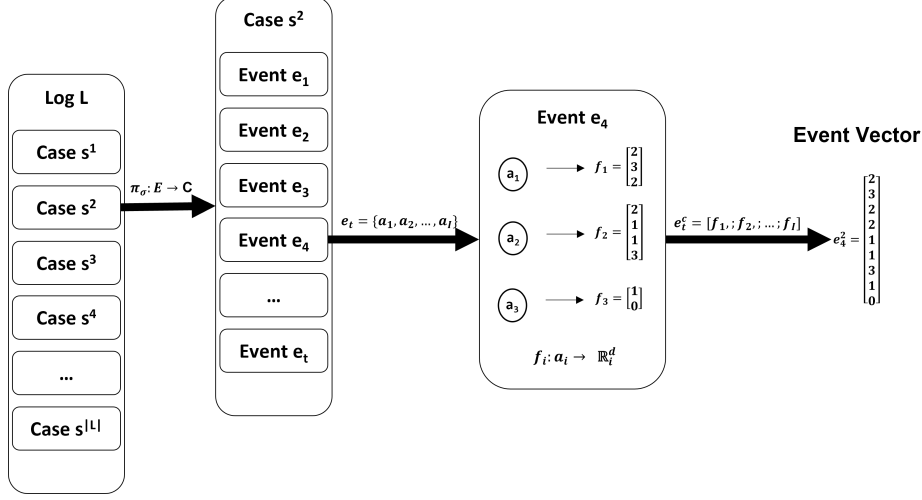 Log L
Case s¹
Case s²
Case s³
Case s⁴
...
Case s^|L|
π_σ: E → C
Case s²
Event e₁
Event e₂
Event e₃
Event e₄
...
Event e_t
e_t = {a₁, a₂, ..., a_I}
Event e₄
a₁ f₁ = [2 3 2]
a₂ f₂ = [2 1 1 3]
a₃ f₃ = [1 0]
f_i: a_i → ℝ_i^d
e_t^c = [f₁, ; f₂, ; ... ; f_I]
Event Vector
e₄² = [2 3 2 2 1 1 3 1 0]